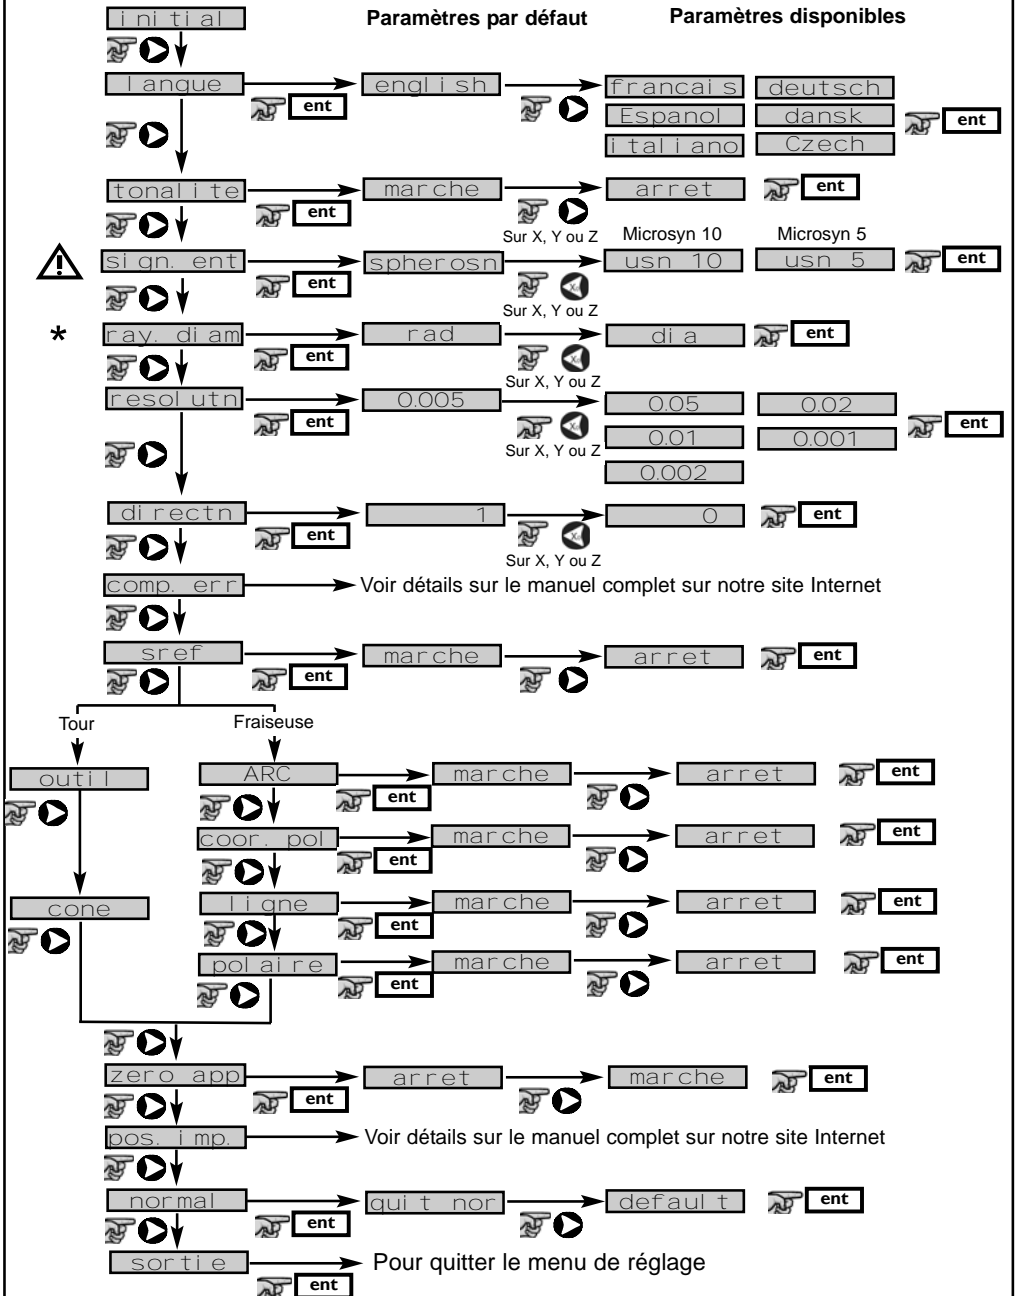 initial Paramètres par défaut Paramètres disponibles
langue ent english francais deutsch
Espanol dansk ent
italiano Czech
tonalite ent marche arret ent
Sur X, Y ou Z Microsyn 10 Microsyn 5
sign. ent ent spherosn usn 10 usn 5 ent
Sur X, Y ou Z
* ray. diam ent rad dia ent
Sur X, Y ou Z
resolutn ent 0.005 0.05 0.02
0.01 0.001 ent
Sur X, Y ou Z
0.002
directn ent 1 0 ent
Sur X, Y ou Z
comp. err Voir détails sur le manuel complet sur notre site Internet
sref ent marche arret ent
Tour Fraiseuse
outil ARC ent marche arret ent
coor. pol ent marche arret ent
cone ligne ent marche arret ent
polaire ent marche arret ent
zero app ent arret marche ent
pos. imp. Voir détails sur le manuel complet sur notre site Internet
normal ent quit nor default ent
sortie ent Pour quitter le menu de réglage